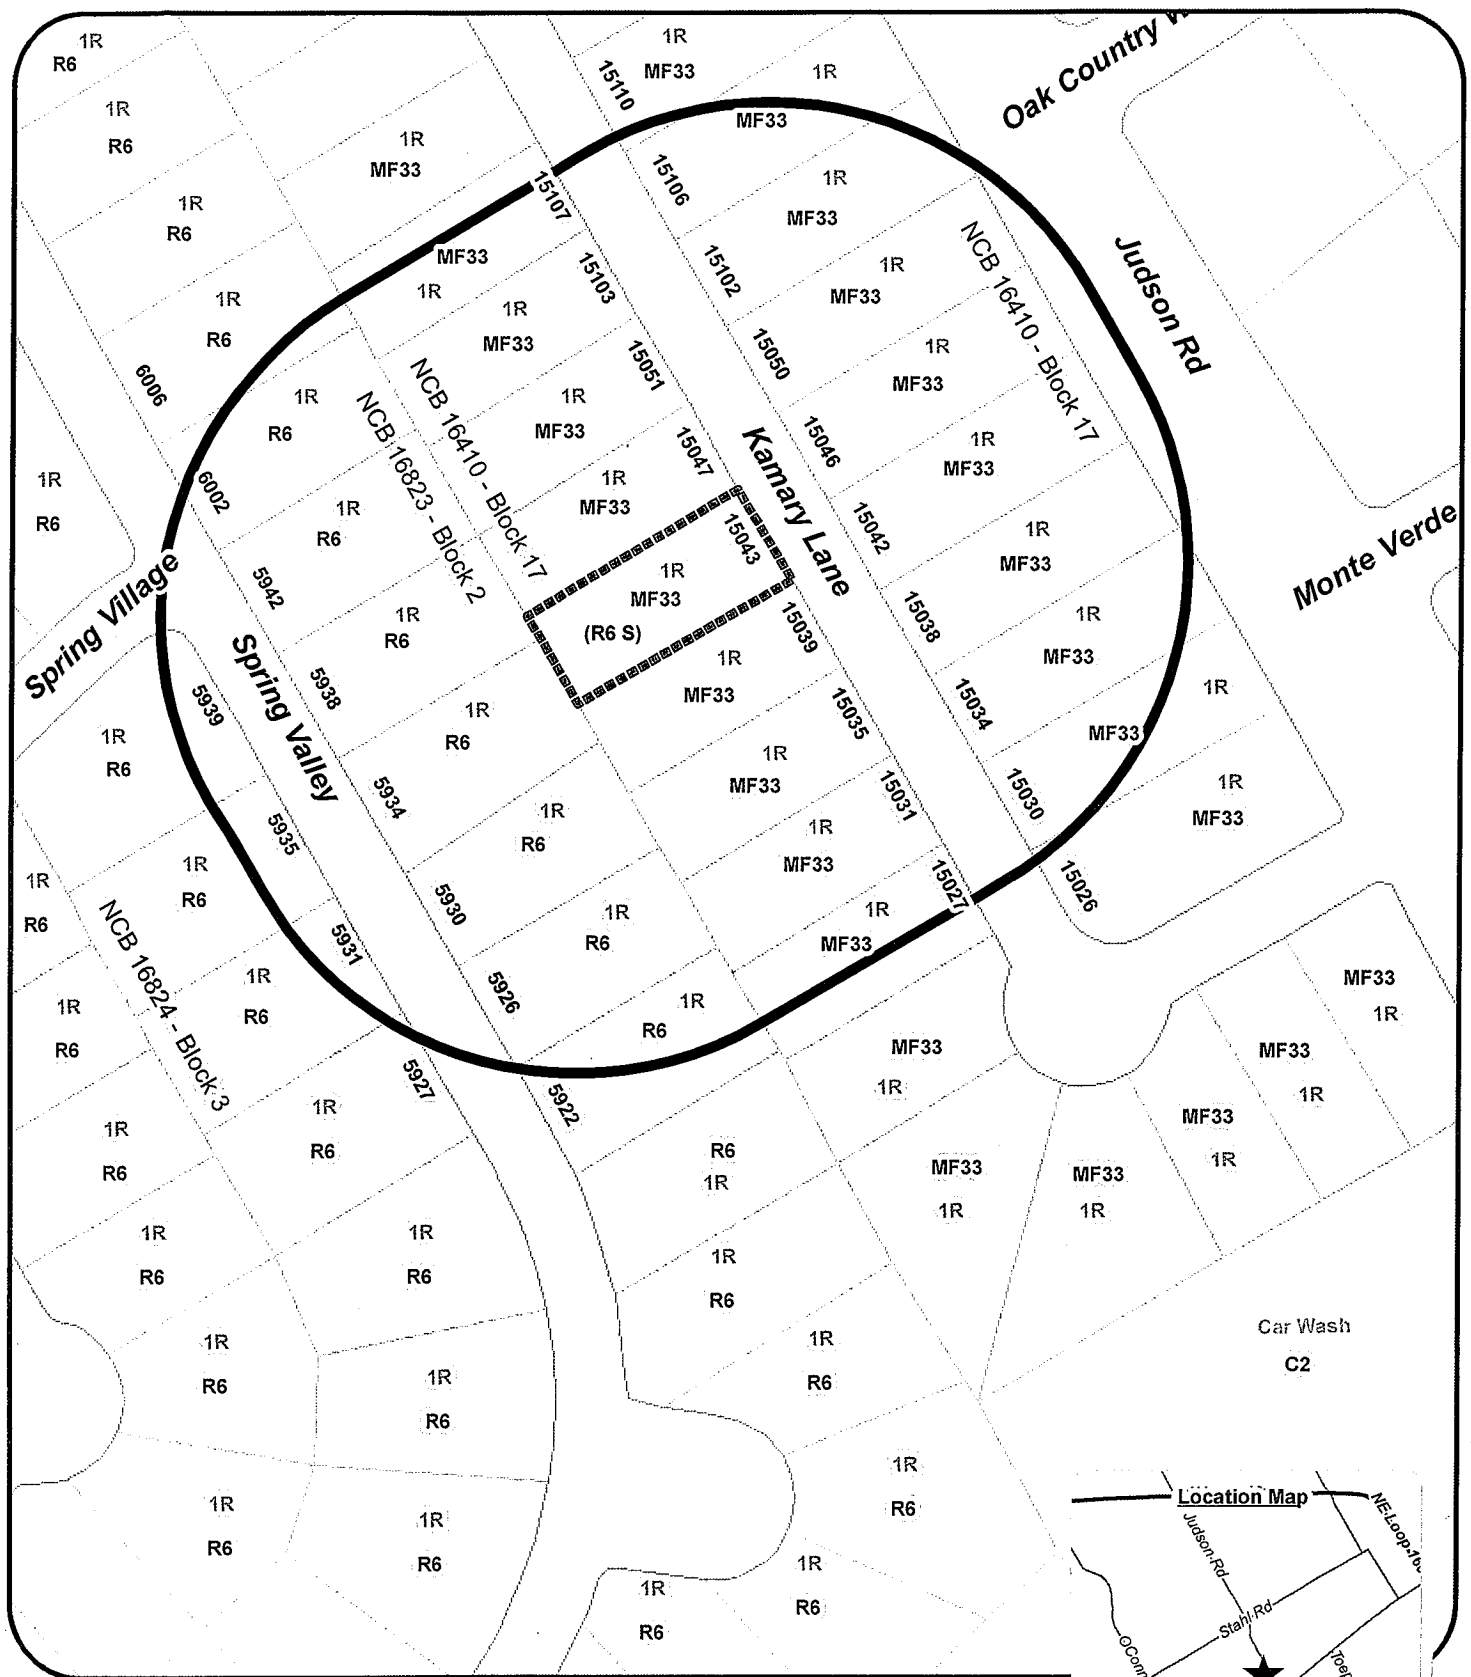 1R
R6
1R
MF33
Oak Country
15110
1R
1R
R6
1R
MF33
MF33
15107
15106
1R
R6
1R
MF33
MF33
15103
15102
1R
MF33
NCB 16410 - Block 17
Judson Rd
1R
R6
1R
1R
MF33
15051
15050
1R
MF33
6006
1R
R6
NCB 16823 - Block 2
NCB 16410 - Block 17
1R
MF33
15047
Kamary Lane
15046
1R
MF33
1R
R6
6002
1R
R6
1R
MF33
15043
15042
1R
MF33
Monte Verde
Spring Village
5942
1R
R6
1R
MF33
(R6 S)
15039
15038
1R
MF33
Spring Valley
5939
5938
1R
R6
1R
MF33
15035
15034
1R
MF33
1R
R6
5935
5934
1R
R6
1R
MF33
15031
15030
1R
MF33
1R
R6
1R
R6
NCB 16824 - Block 3
5931
5930
1R
R6
1R
MF33
15027
15026
1R
MF33
1R
R6
1R
R6
5926
1R
R6
MF33
1R
MF33
1R
MF33
1R
5927
5922
1R
R6
1R
R6
R6
1R
MF33
1R
MF33
1R
MF33
1R
1R
R6
1R
R6
1R
R6
Car Wash
C2
1R
R6
1R
R6
1R
R6
1R
R6
1R
R6
1R
R6
1R
R6
1R
R6
Location Map
Judson Rd
Stahl Rd